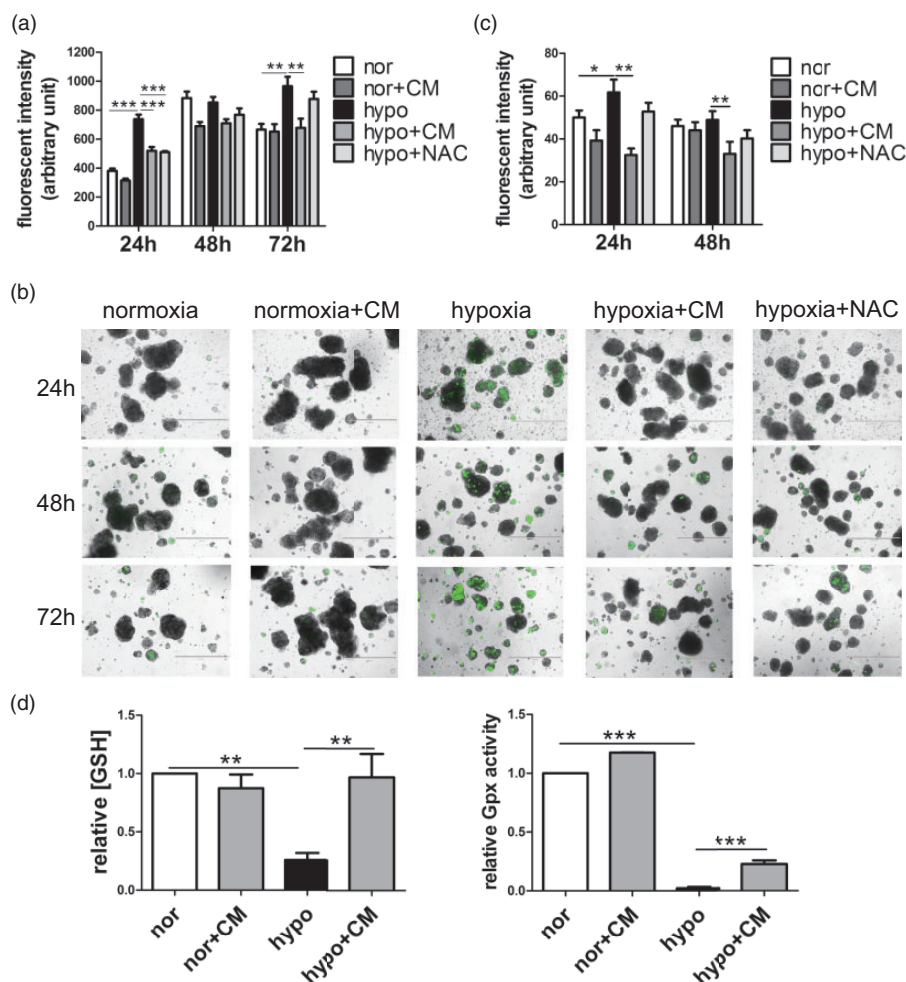 (a)
fluorescent intensity
(arbitrary unit)
1200
1000
800
600
400
200
0
***
***
***
** **
24h 48h 72h
nor
nor+CM
hypo
hypo+CM
hypo+NAC
(c)
fluorescent intensity
(arbitrary unit)
80
60
40
20
0
* **
**
24h 48h
nor
nor+CM
hypo
hypo+CM
hypo+NAC
(b)
normoxia normoxia+CM hypoxia hypoxia+CM hypoxia+NAC
24h
48h
72h
(d)
relative [GSH]
1.5
1.0
0.5
0.0
**
**
nor nor+CM hypo hypo+CM
relative Gpx activity
1.5
1.0
0.5
0.0
***
***
nor nor+CM hypo hypo+CM